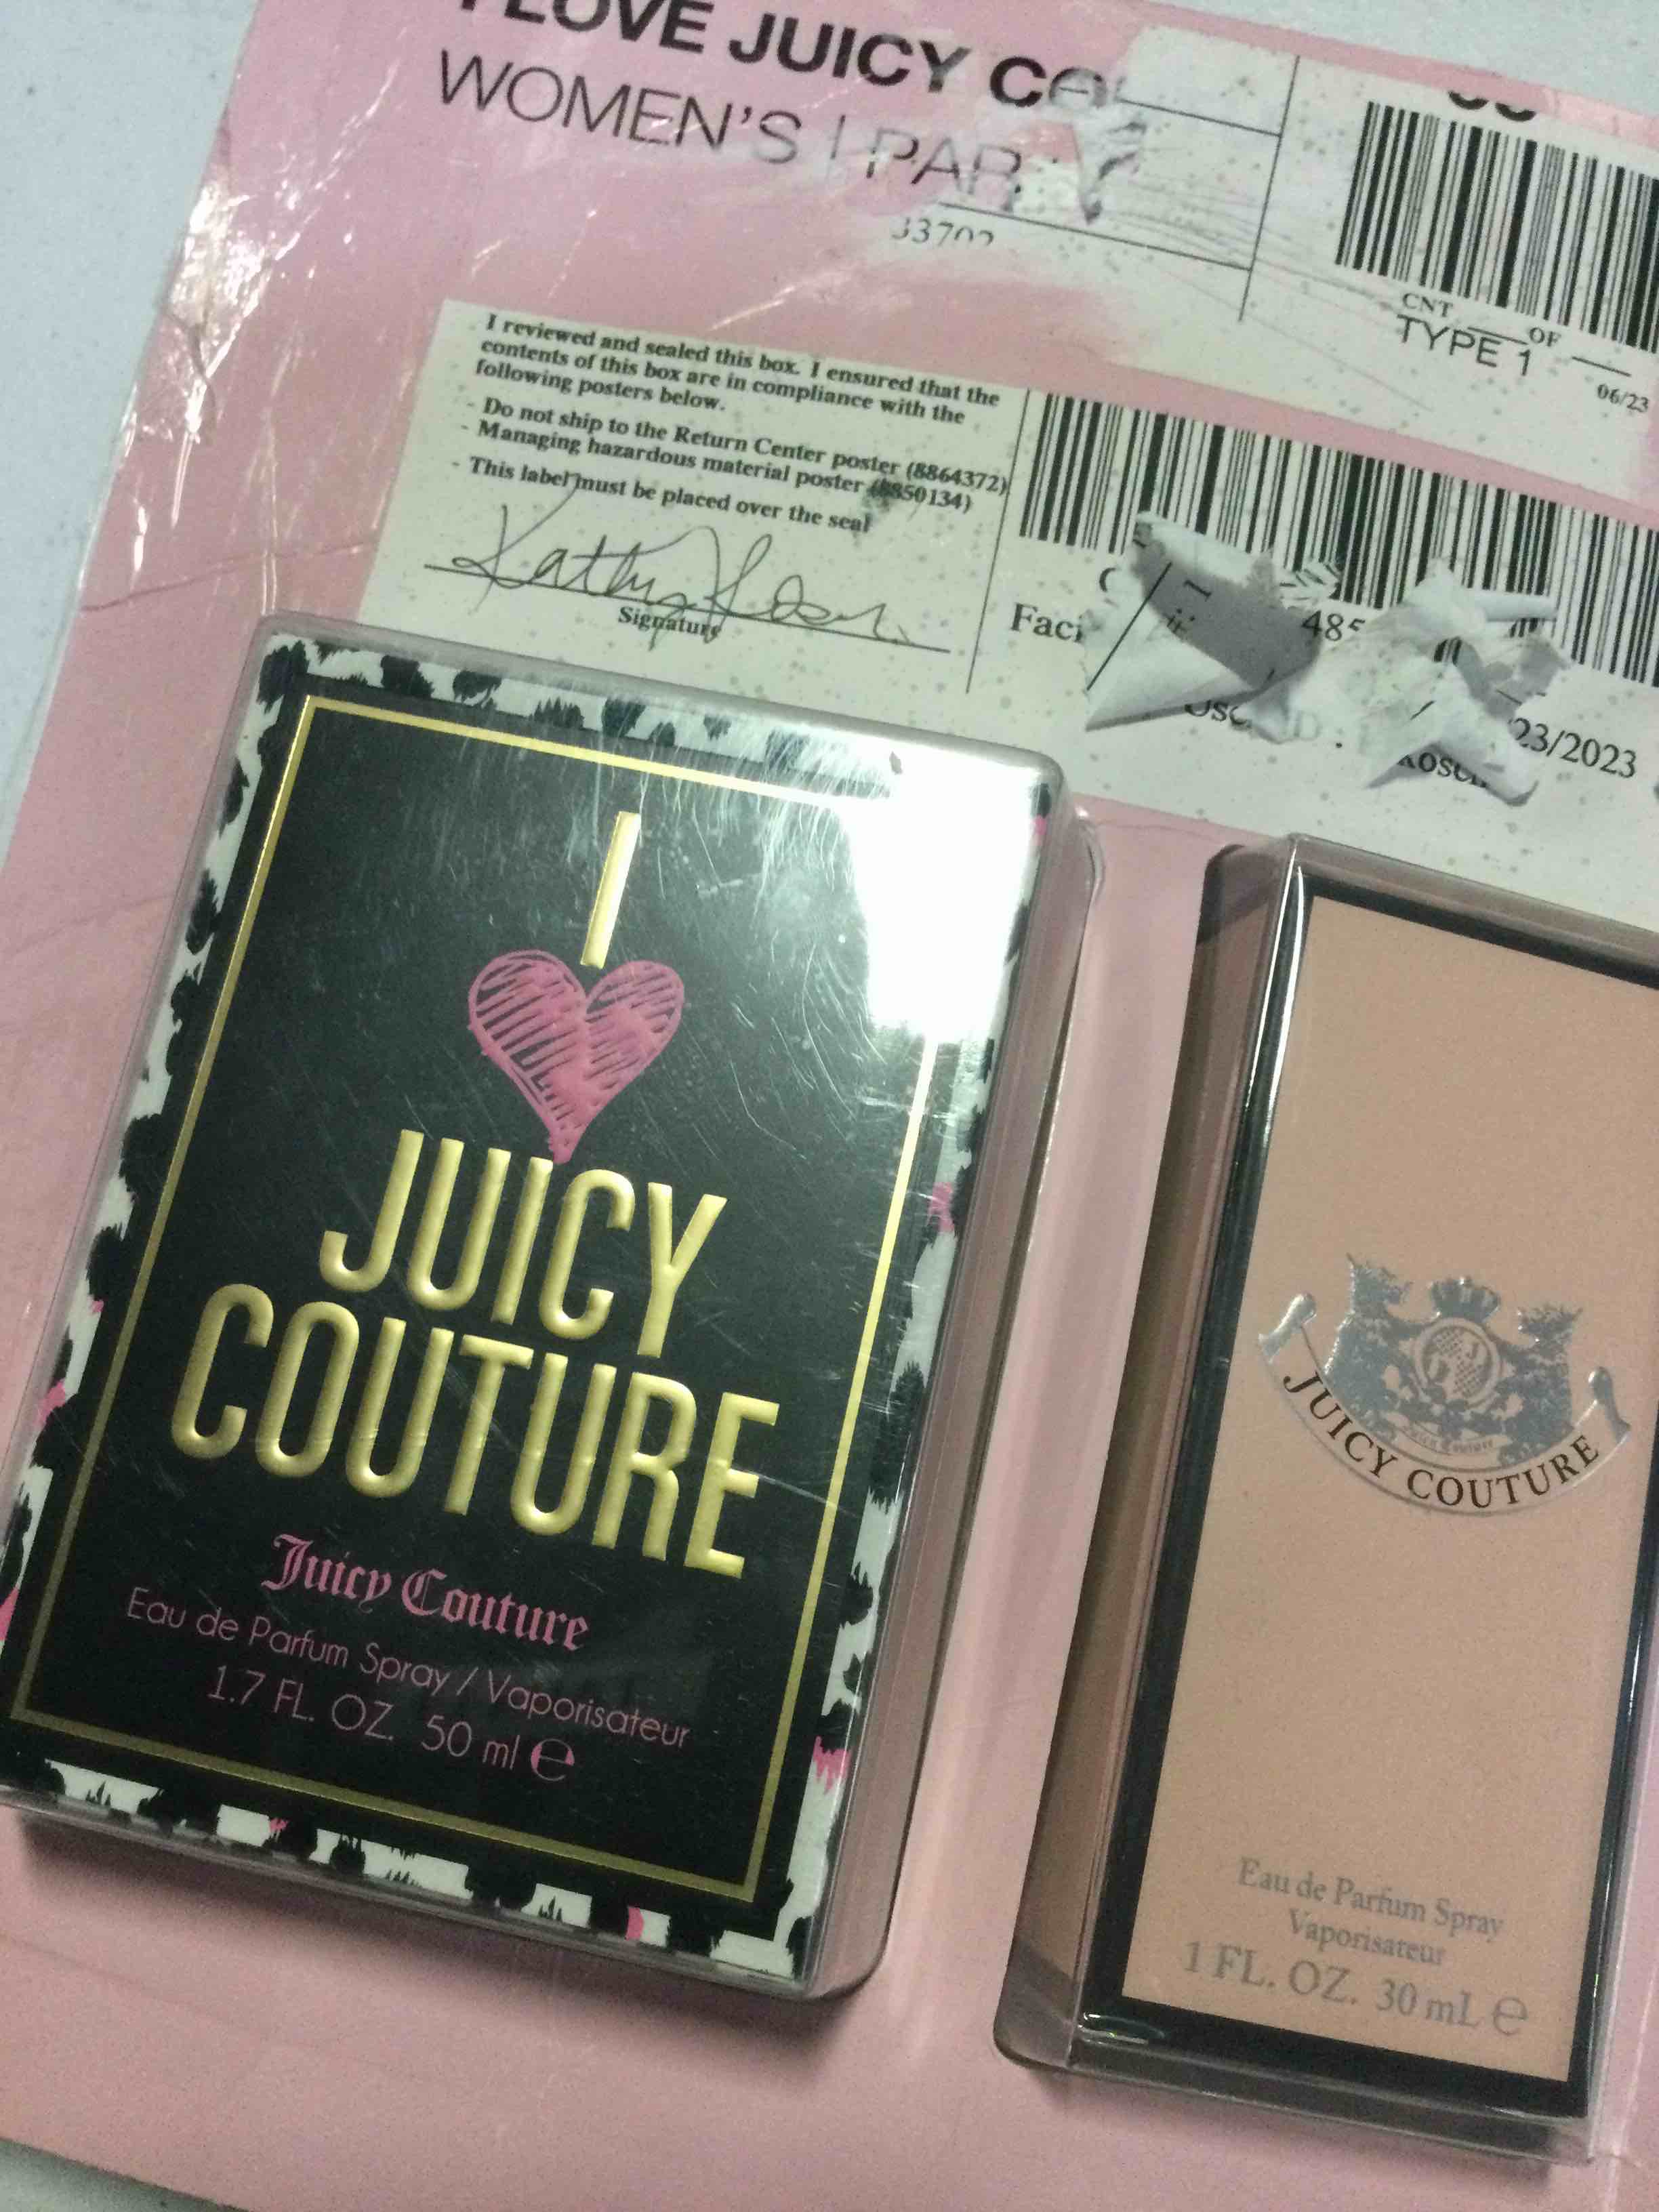 I LOVE JUICY CO
WOMEN'S | PAR
CNT ___ OF ___
TYPE 1
06/23
I reviewed and sealed this box. I ensured that the
contents of this box are in compliance with the
following posters below.
- Do not ship to the Return Center poster (8864372)
- Managing hazardous material poster (8850134)
- This label must be placed over the seal
Signature
Faci
485
23/2023
I
JUICY
COUTURE
Juicy Couture
Eau de Parfum Spray / Vaporisateur
1.7 FL. OZ. 50 ml e
JUICY COUTURE
Eau de Parfum Spray
Vaporisateur
1 FL. OZ. 30 mL e